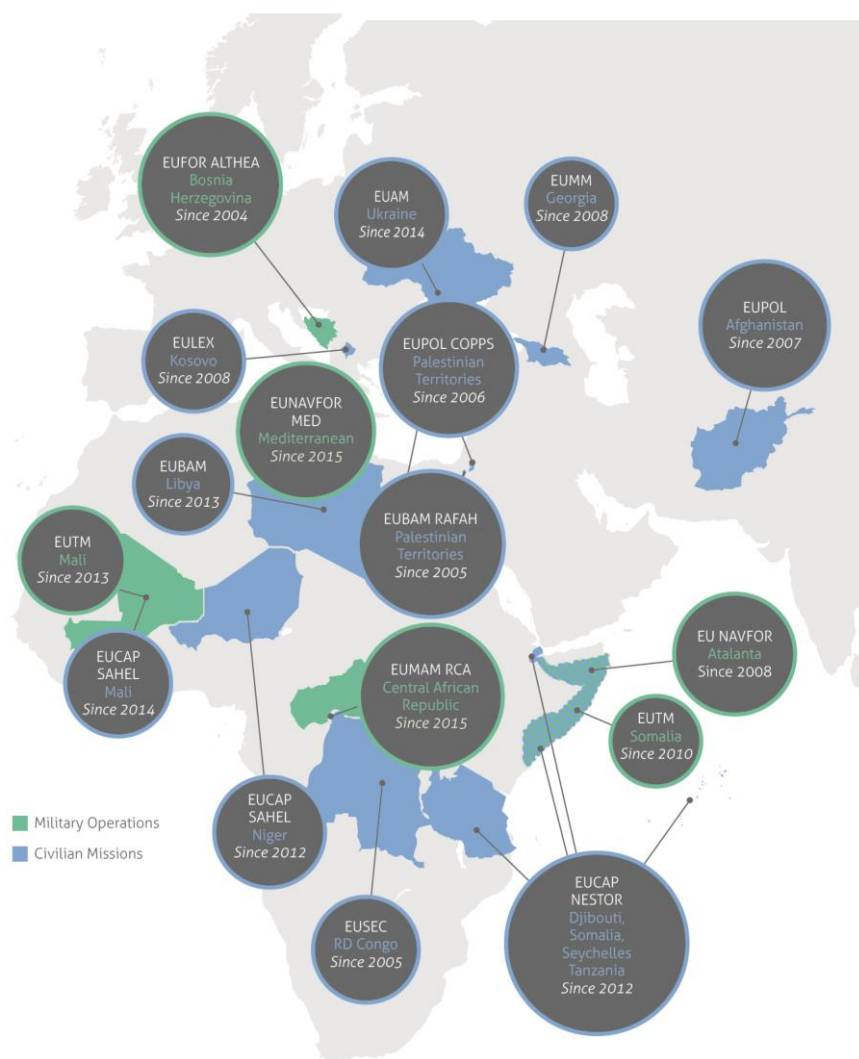 EUFOR ALTHEA
Bosnia
Herzegovina
Since 2004
EUAM
Ukraine
Since 2014
EUMM
Georgia
Since 2008
EULEX
Kosovo
Since 2008
EUPOL COPPS
Palestinian
Territories
Since 2006
EUPOL
Afghanistan
Since 2007
EUNAVFOR
MED
Mediterranean
Since 2015
EUBAM
Libya
Since 2013
EUBAM RAFAH
Palestinian
Territories
Since 2005
EUTM
Mali
Since 2013
EUCAP
SAHEL
Mali
Since 2014
EUMAM RCA
Central African
Republic
Since 2015
EU NAVFOR
Atalanta
Since 2008
EUTM
Somalia
Since 2010
Military Operations
Civilian Missions
EUCAP
SAHEL
Niger
Since 2012
EUSEC
RD Congo
Since 2005
EUCAP
NESTOR
Djibouti,
Somalia,
Seychelles
Tanzania
Since 2012